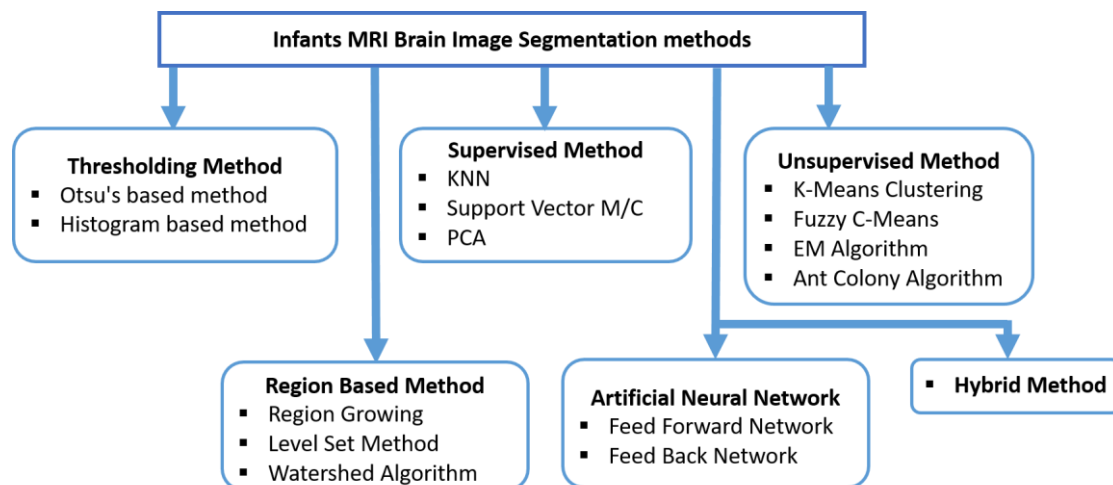 Infants MRI Brain Image Segmentation methods
Thresholding Method
▪ Otsu's based method
▪ Histogram based method
Supervised Method
▪ KNN
▪ Support Vector M/C
▪ PCA
Unsupervised Method
▪ K-Means Clustering
▪ Fuzzy C-Means
▪ EM Algorithm
▪ Ant Colony Algorithm
Region Based Method
▪ Region Growing
▪ Level Set Method
▪ Watershed Algorithm
Artificial Neural Network
▪ Feed Forward Network
▪ Feed Back Network
▪ Hybrid Method